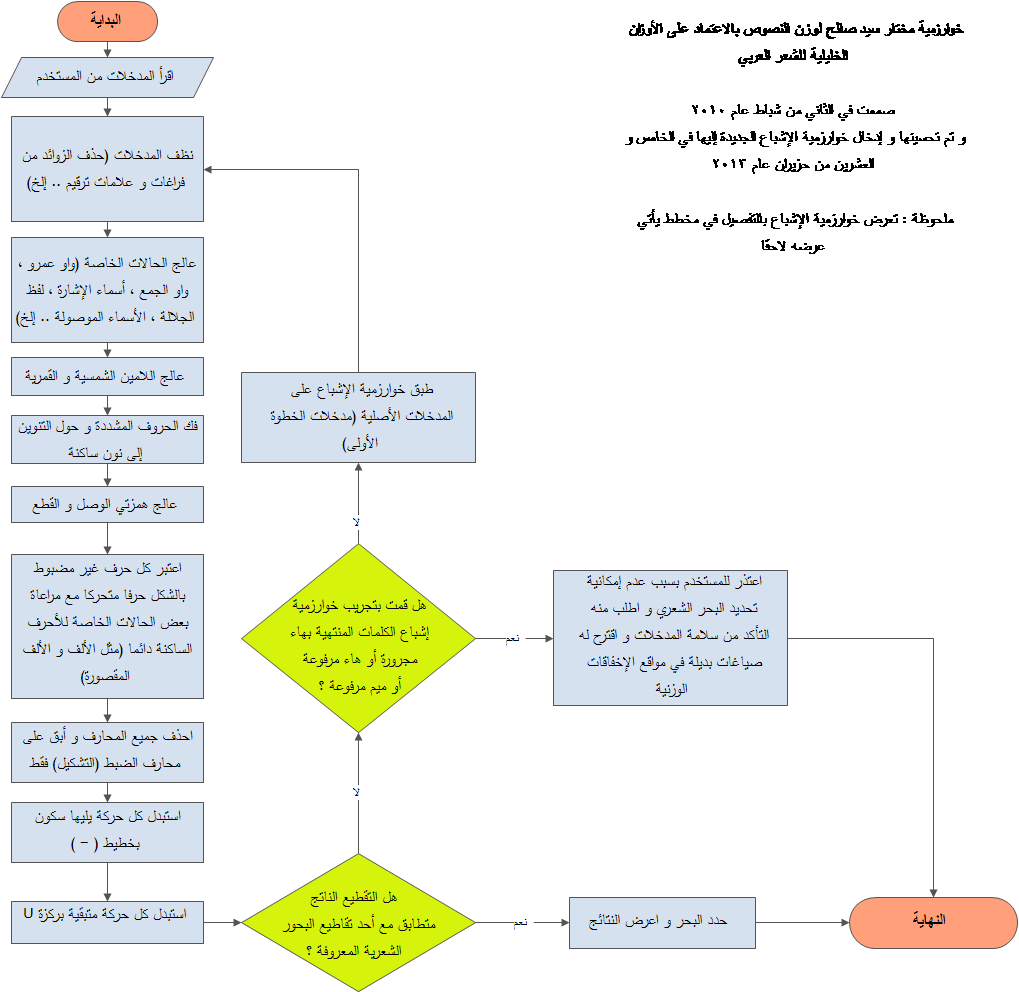 خوارزمية مختار سيد صالح لوزن النصوص بالاعتماد على الأوزان
الخليلية للشعر العربي
صممت في الثاني من شباط عام ٢٠١٠
و تم تحسينها و إدخال خوارزمية الإشباع الجديدة إليها في الخامس و
العشرين من حزيران عام ٢٠١٣
ملحوظة : تعرض خوارزمية الإشباع بالتفصيل في مخطط يأتي
عرضه لاحقا
البداية
اقرأ المدخلات من المستخدم
نظف المدخلات (حذف الزوائد من
فراغات و علامات ترقيم .. إلخ)
عالج الحالات الخاصة (واو عمرو ،
واو الجمع ، أسماء الإشارة ، لفظ
الجلالة ، الأسماء الموصولة .. إلخ)
عالج اللامين الشمسية و القمرية
فك الحروف المشددة و حول التنوين
إلى نون ساكنة
عالج همزتي الوصل و القطع
اعتبر كل حرف غير مضبوط
بالشكل حرفا متحركا مع مراعاة
بعض الحالات الخاصة للأحرف
الساكنة دائما (مثل الألف و الألف
المقصورة)
احذف جميع المحارف و أبق على
محارف الضبط (التشكيل) فقط
استبدل كل حركة يليها سكون
بخطيط ( – )
استبدل كل حركة متبقية بركزة U
هل التقطيع الناتج
متطابق مع أحد تقاطيع البحور
الشعرية المعروفة ؟
نعم
حدد البحر و اعرض النتائج
النهاية
لا
هل قمت بتجريب خوارزمية
إشباع الكلمات المنتهية بهاء
مجرورة أو هاء مرفوعة
أو ميم مرفوعة ؟
نعم
اعتذر للمستخدم بسبب عدم إمكانية
تحديد البحر الشعري و اطلب منه
التأكد من سلامة المدخلات و اقترح له
صياغات بديلة في مواقع الإخفاقات
الوزنية
لا
طبق خوارزمية الإشباع على
المدخلات الأصلية (مدخلات الخطوة
الأولى)